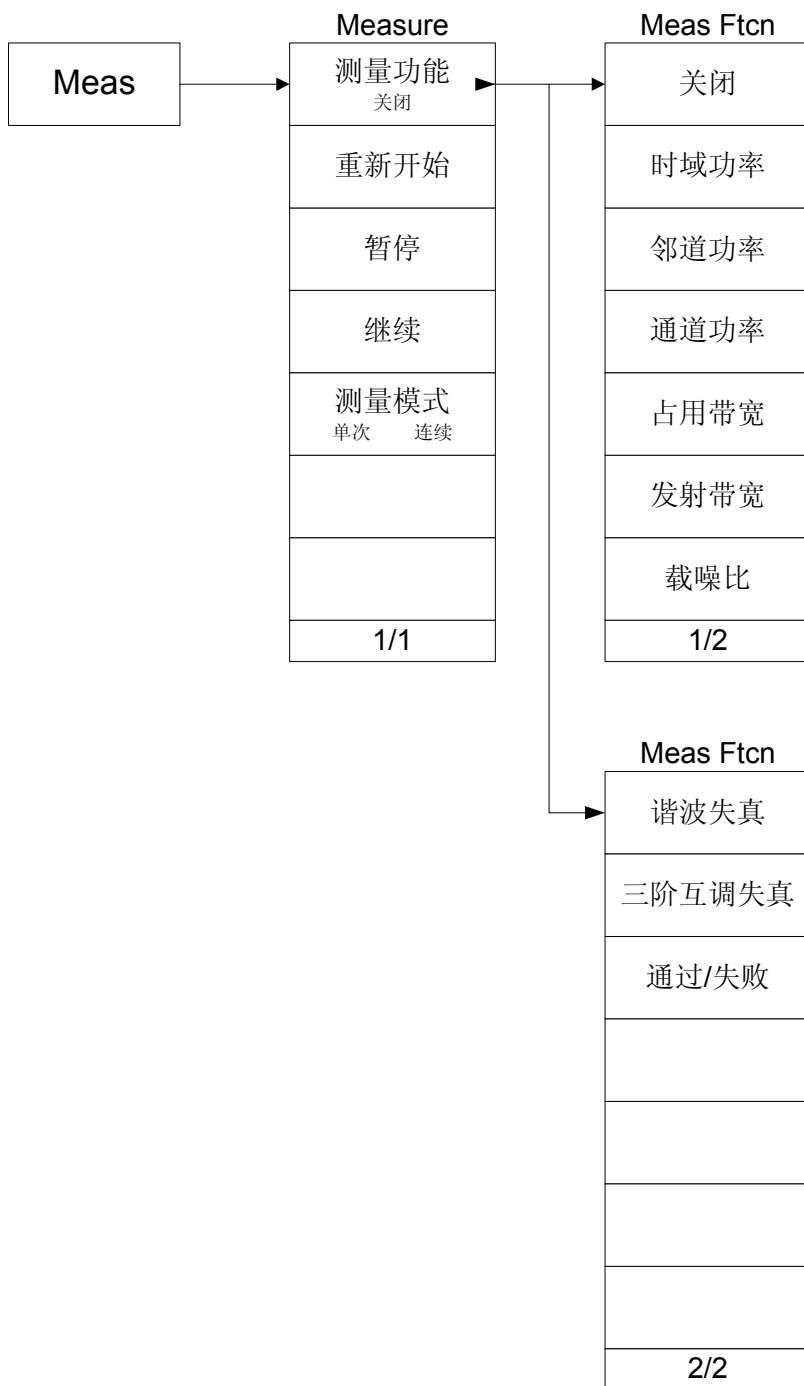 Meas
Measure
测量功能
关闭
重新开始
暂停
继续
测量模式
单次 连续
1/1
Meas Ftcn
关闭
时域功率
邻道功率
通道功率
占用带宽
发射带宽
载噪比
1/2
Meas Ftcn
谐波失真
三阶互调失真
通过/失败
2/2